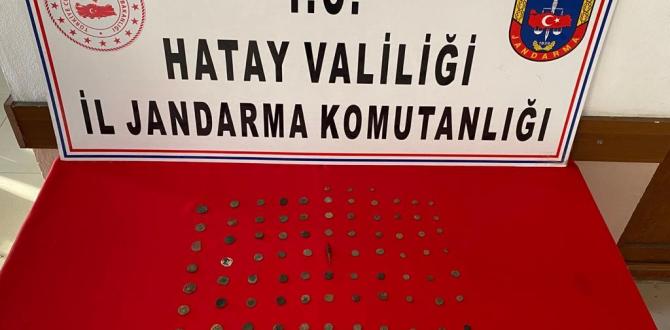 T.C.
HATAY VALİLİĞİ
İL JANDARMA KOMUTANLIĞI
JANDARMA